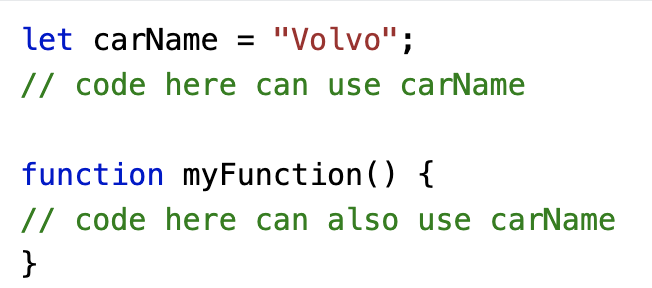 let carName = "Volvo";
// code here can use carName
function myFunction() {
// code here can also use carName
}